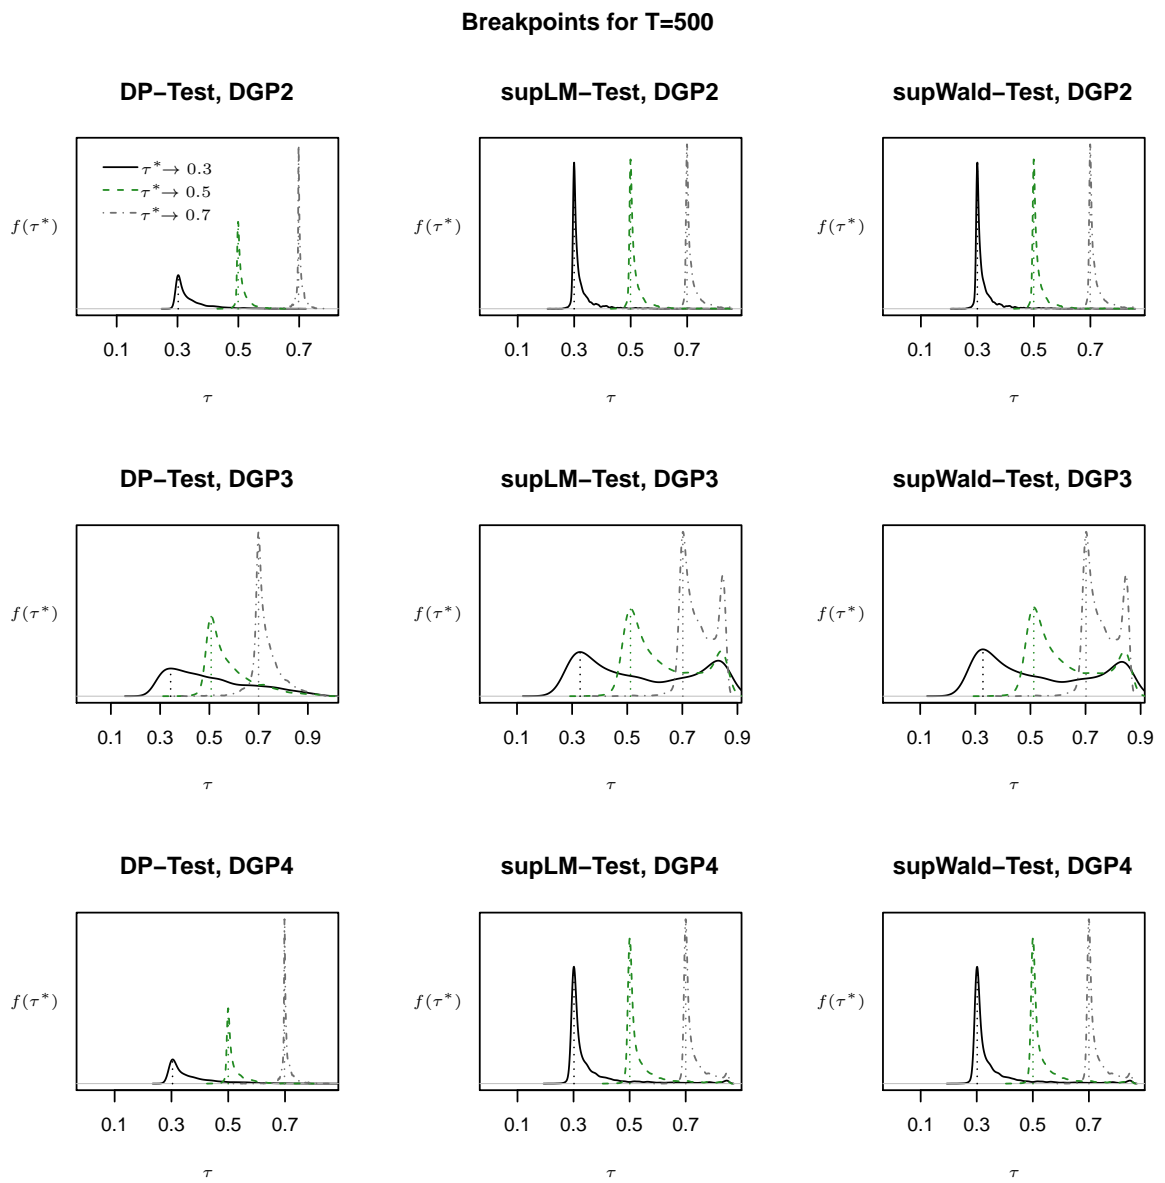 Breakpoints for T=500
DP−Test, DGP2 supLM−Test, DGP2 supWald−Test, DGP2
τ*→ 0.3
τ*→ 0.5
τ*→ 0.7
f(τ*) f(τ*) f(τ*)
0.1 0.3 0.5 0.7 0.1 0.3 0.5 0.7 0.1 0.3 0.5 0.7
τ τ τ
DP−Test, DGP3 supLM−Test, DGP3 supWald−Test, DGP3
f(τ*) f(τ*) f(τ*)
0.1 0.3 0.5 0.7 0.9 0.1 0.3 0.5 0.7 0.9 0.1 0.3 0.5 0.7 0.9
τ τ τ
DP−Test, DGP4 supLM−Test, DGP4 supWald−Test, DGP4
f(τ*) f(τ*) f(τ*)
0.1 0.3 0.5 0.7 0.1 0.3 0.5 0.7 0.1 0.3 0.5 0.7
τ τ τ